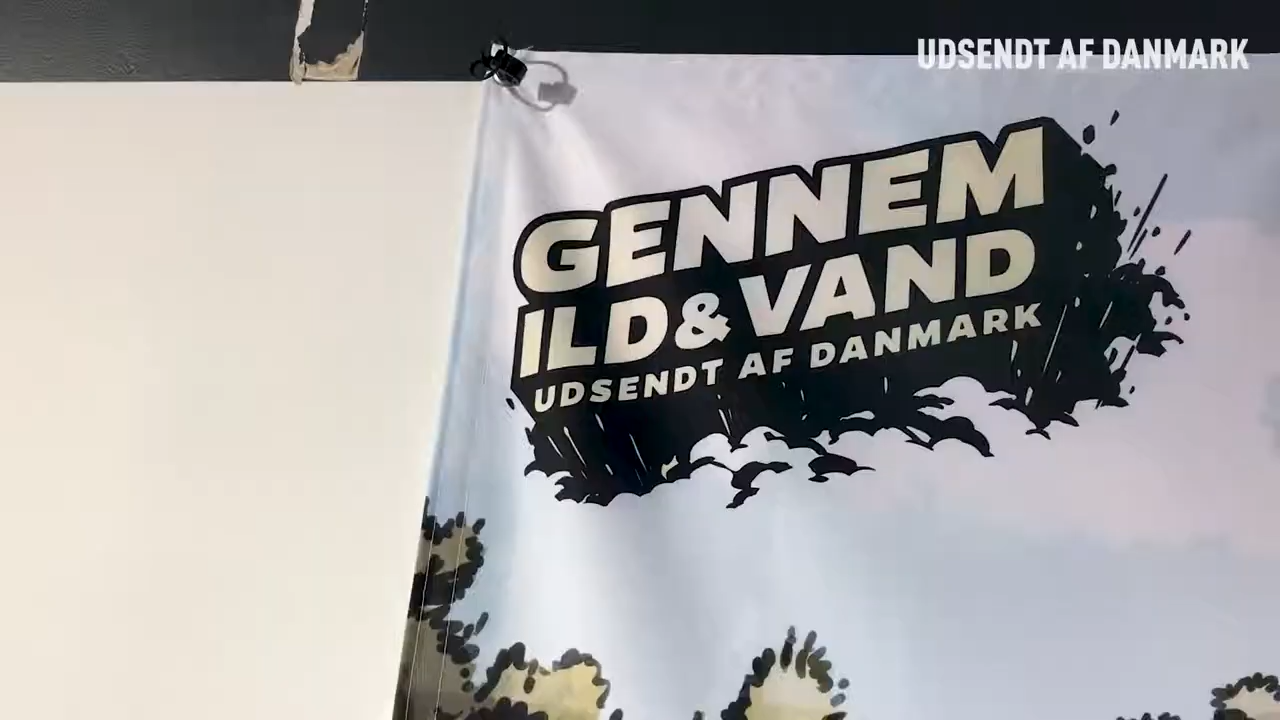 UDSENDT AF DANMARK
GENNEM
ILD & VAND
UDSENDT AF DANMARK